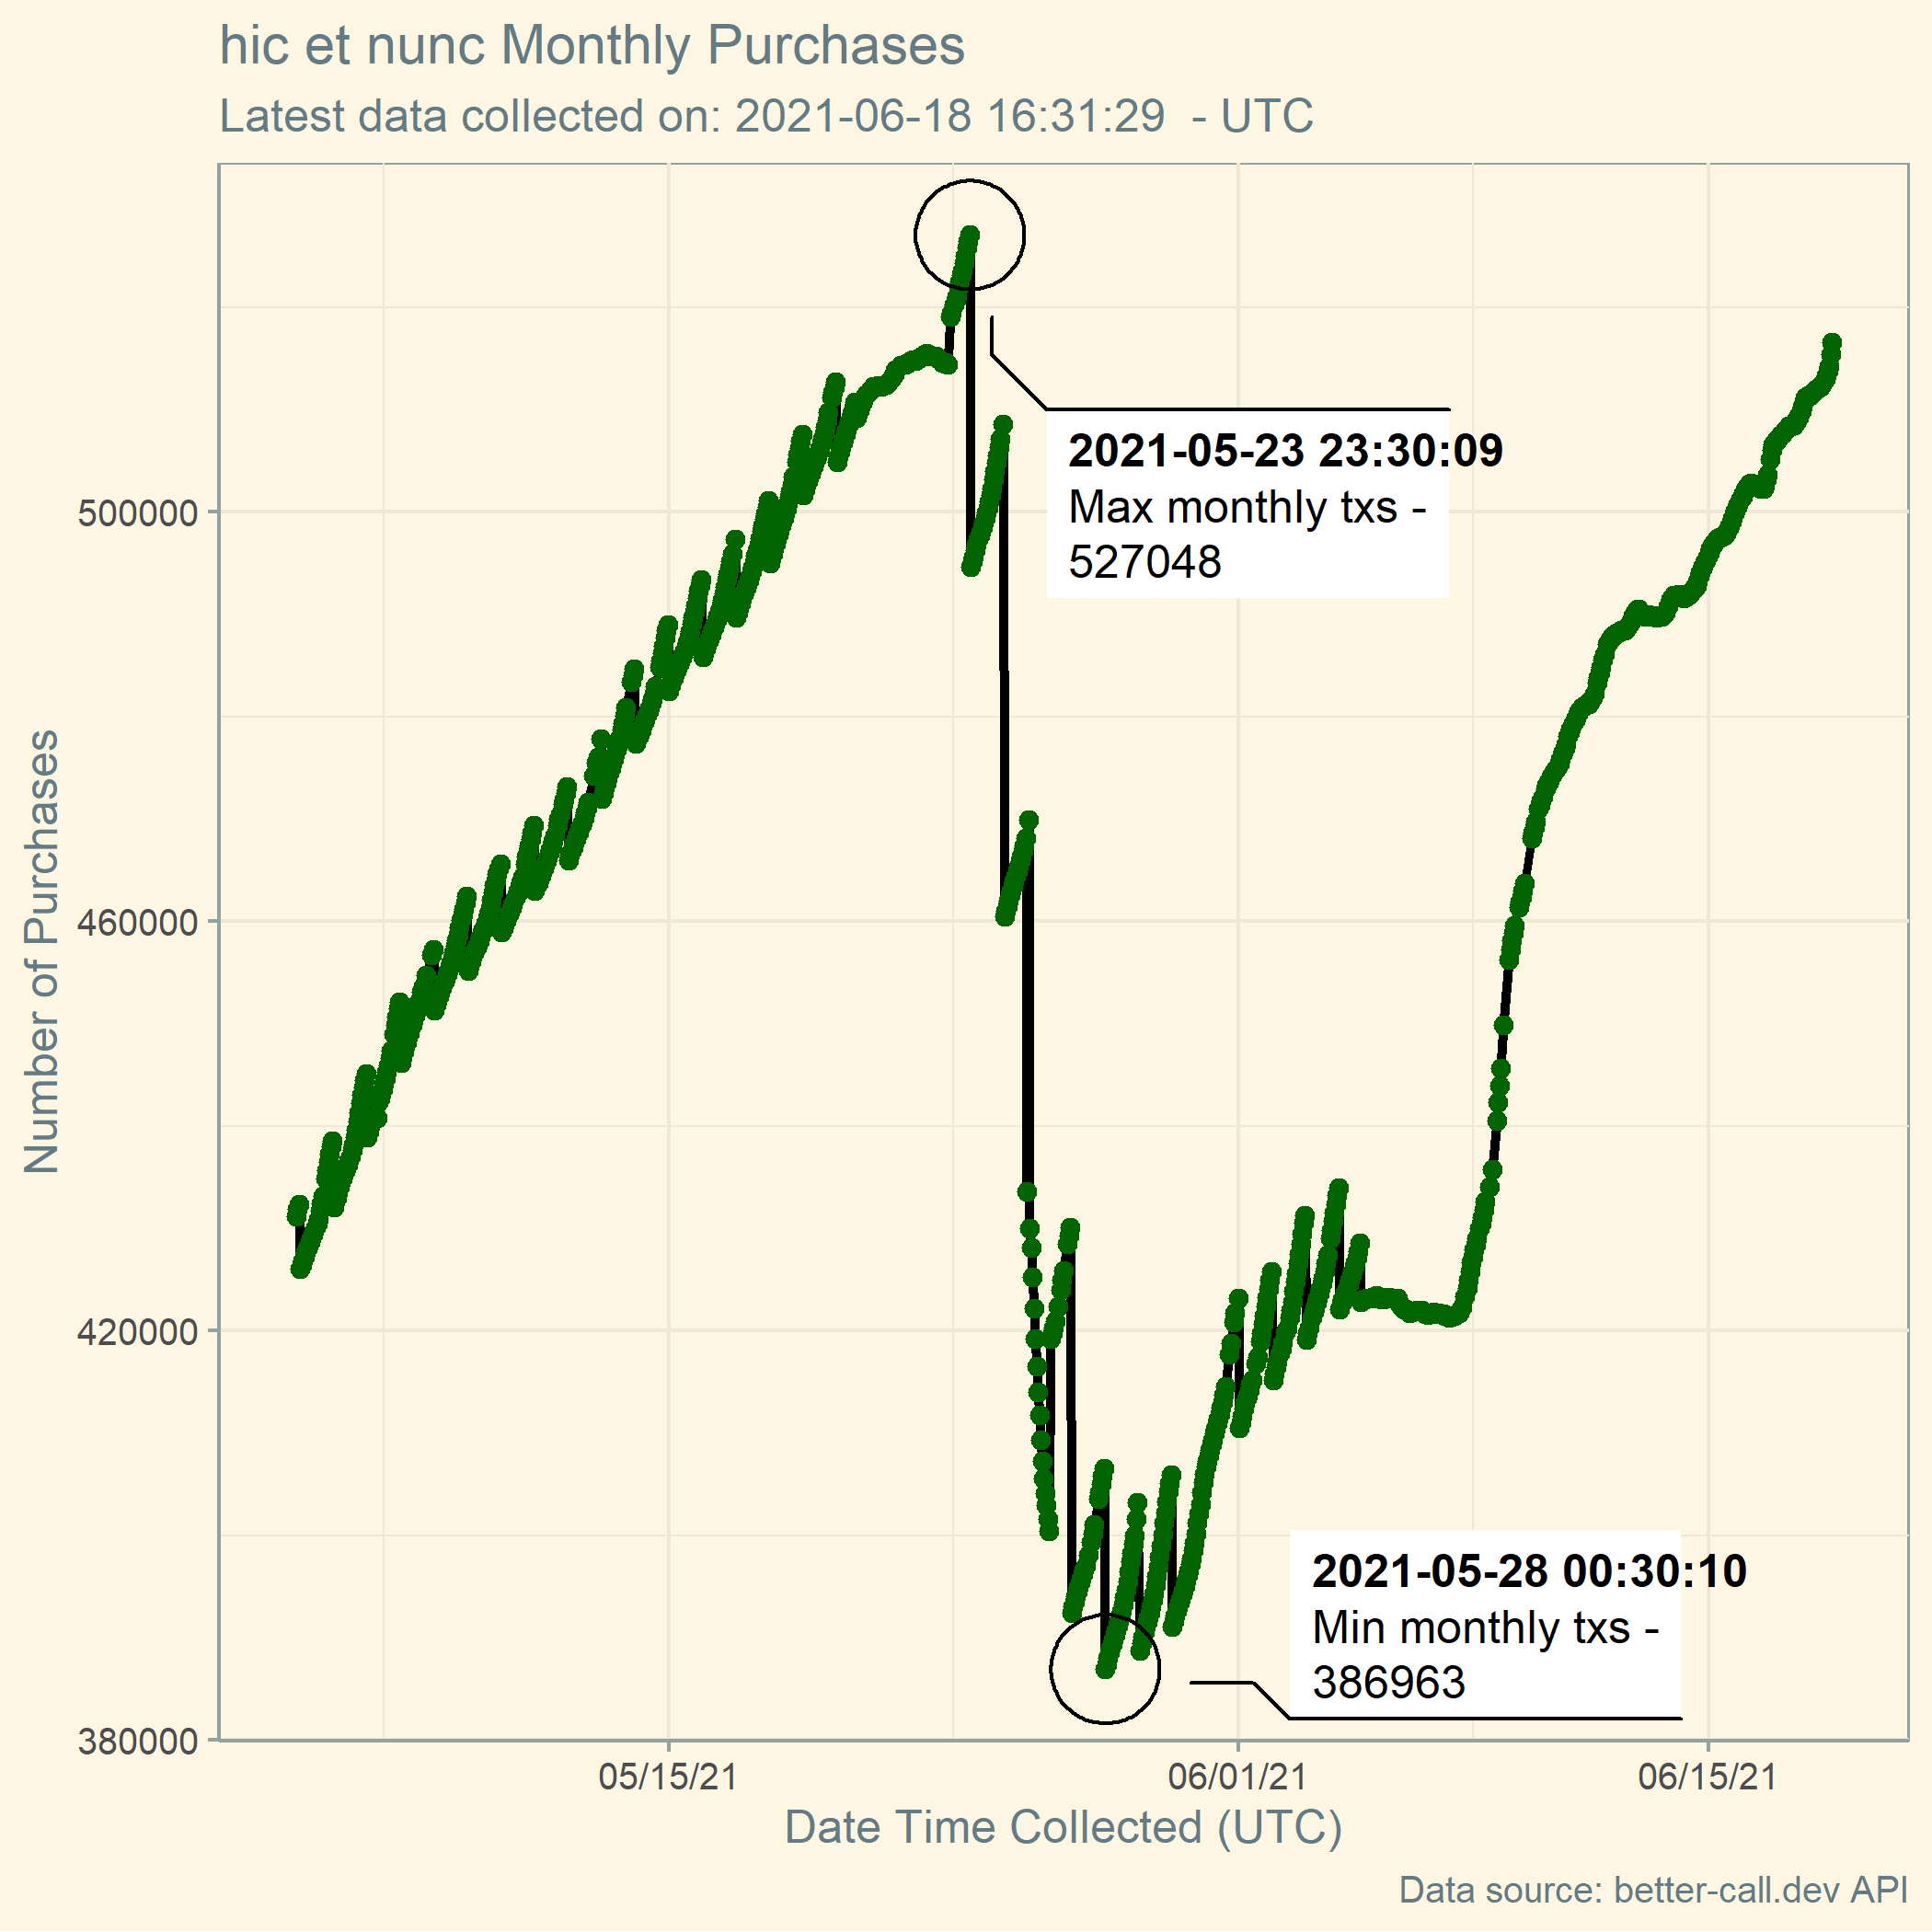 hic et nunc Monthly Purchases
Latest data collected on: 2021-06-18 16:31:29  - UTC
Number of Purchases
500000
460000
420000
380000
2021-05-23 23:30:09
Max monthly txs -
527048
2021-05-28 00:30:10
Min monthly txs -
386963
05/15/21
06/01/21
06/15/21
Date Time Collected (UTC)
Data source: better-call.dev API